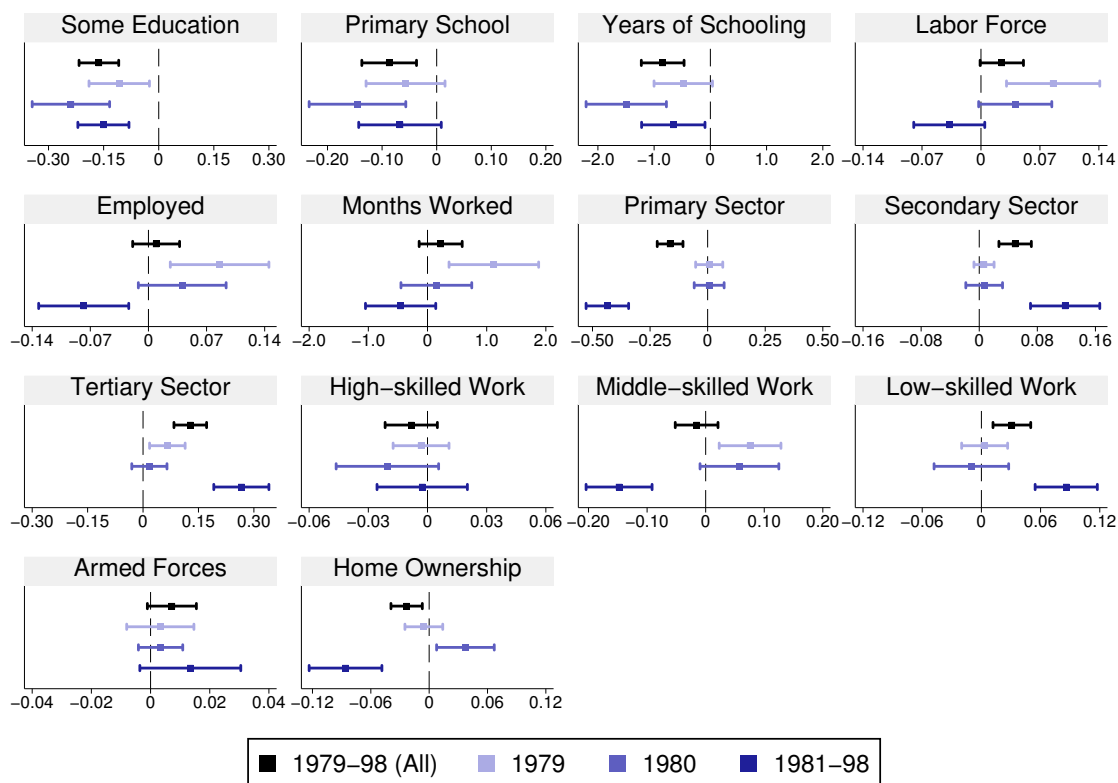 Some Education Primary School Years of Schooling Labor Force
−0.30 −0.15 0 0.15 0.30 −0.20 −0.10 0 0.10 0.20 −2.0 −1.0 0 1.0 2.0 −0.14 −0.07 0 0.07 0.14
Employed Months Worked Primary Sector Secondary Sector
−0.14 −0.07 0 0.07 0.14 −2.0 −1.0 0 1.0 2.0 −0.50 −0.25 0 0.25 0.50 −0.16 −0.08 0 0.08 0.16
Tertiary Sector High−skilled Work Middle−skilled Work Low−skilled Work
−0.30 −0.15 0 0.15 0.30 −0.06 −0.03 0 0.03 0.06 −0.20 −0.10 0 0.10 0.20 −0.12 −0.06 0 0.06 0.12
Armed Forces Home Ownership
−0.04 −0.02 0 0.02 0.04 −0.12 −0.06 0 0.06 0.12
1979−98 (All) 1979 1980 1981−98